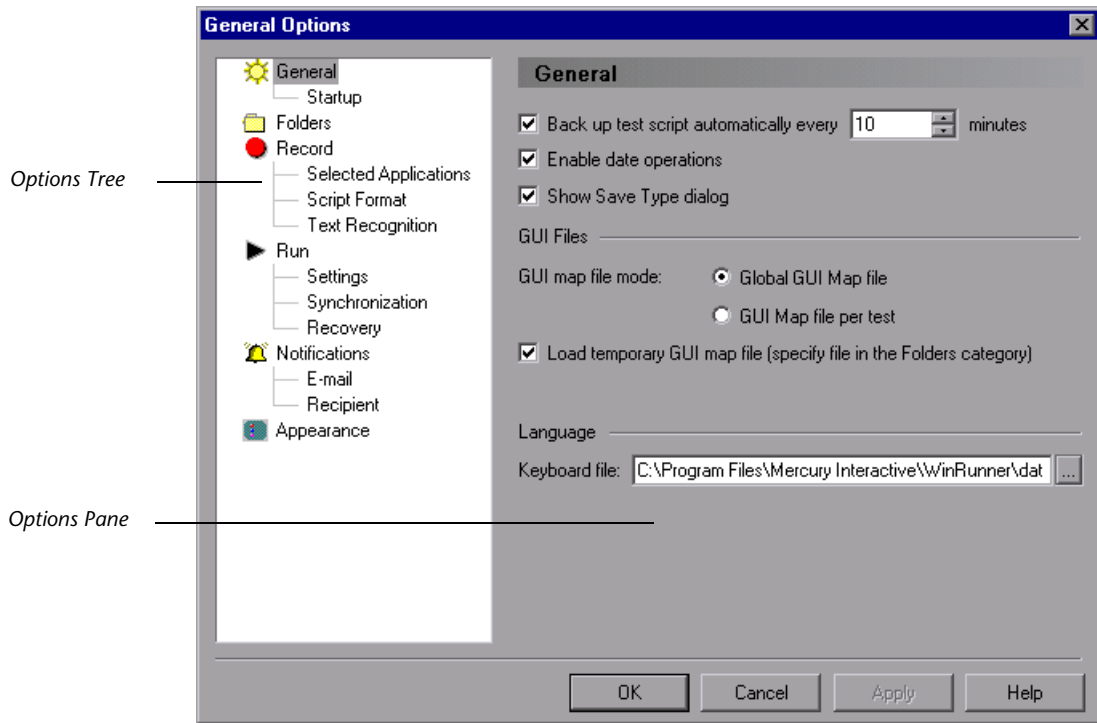 General Options
General
Startup
Folders
Record
Selected Applications
Script Format
Text Recognition
Run
Settings
Synchronization
Recovery
Notifications
E-mail
Recipient
Appearance
Options Tree
Options Pane
General
Back up test script automatically every 10 minutes
Enable date operations
Show Save Type dialog
GUI Files
GUI map file mode: Global GUI Map file
GUI Map file per test
Load temporary GUI map file (specify file in the Folders category)
Language
Keyboard file: C:\Program Files\Mercury Interactive\WinRunner\dat ...
OK Cancel Apply Help